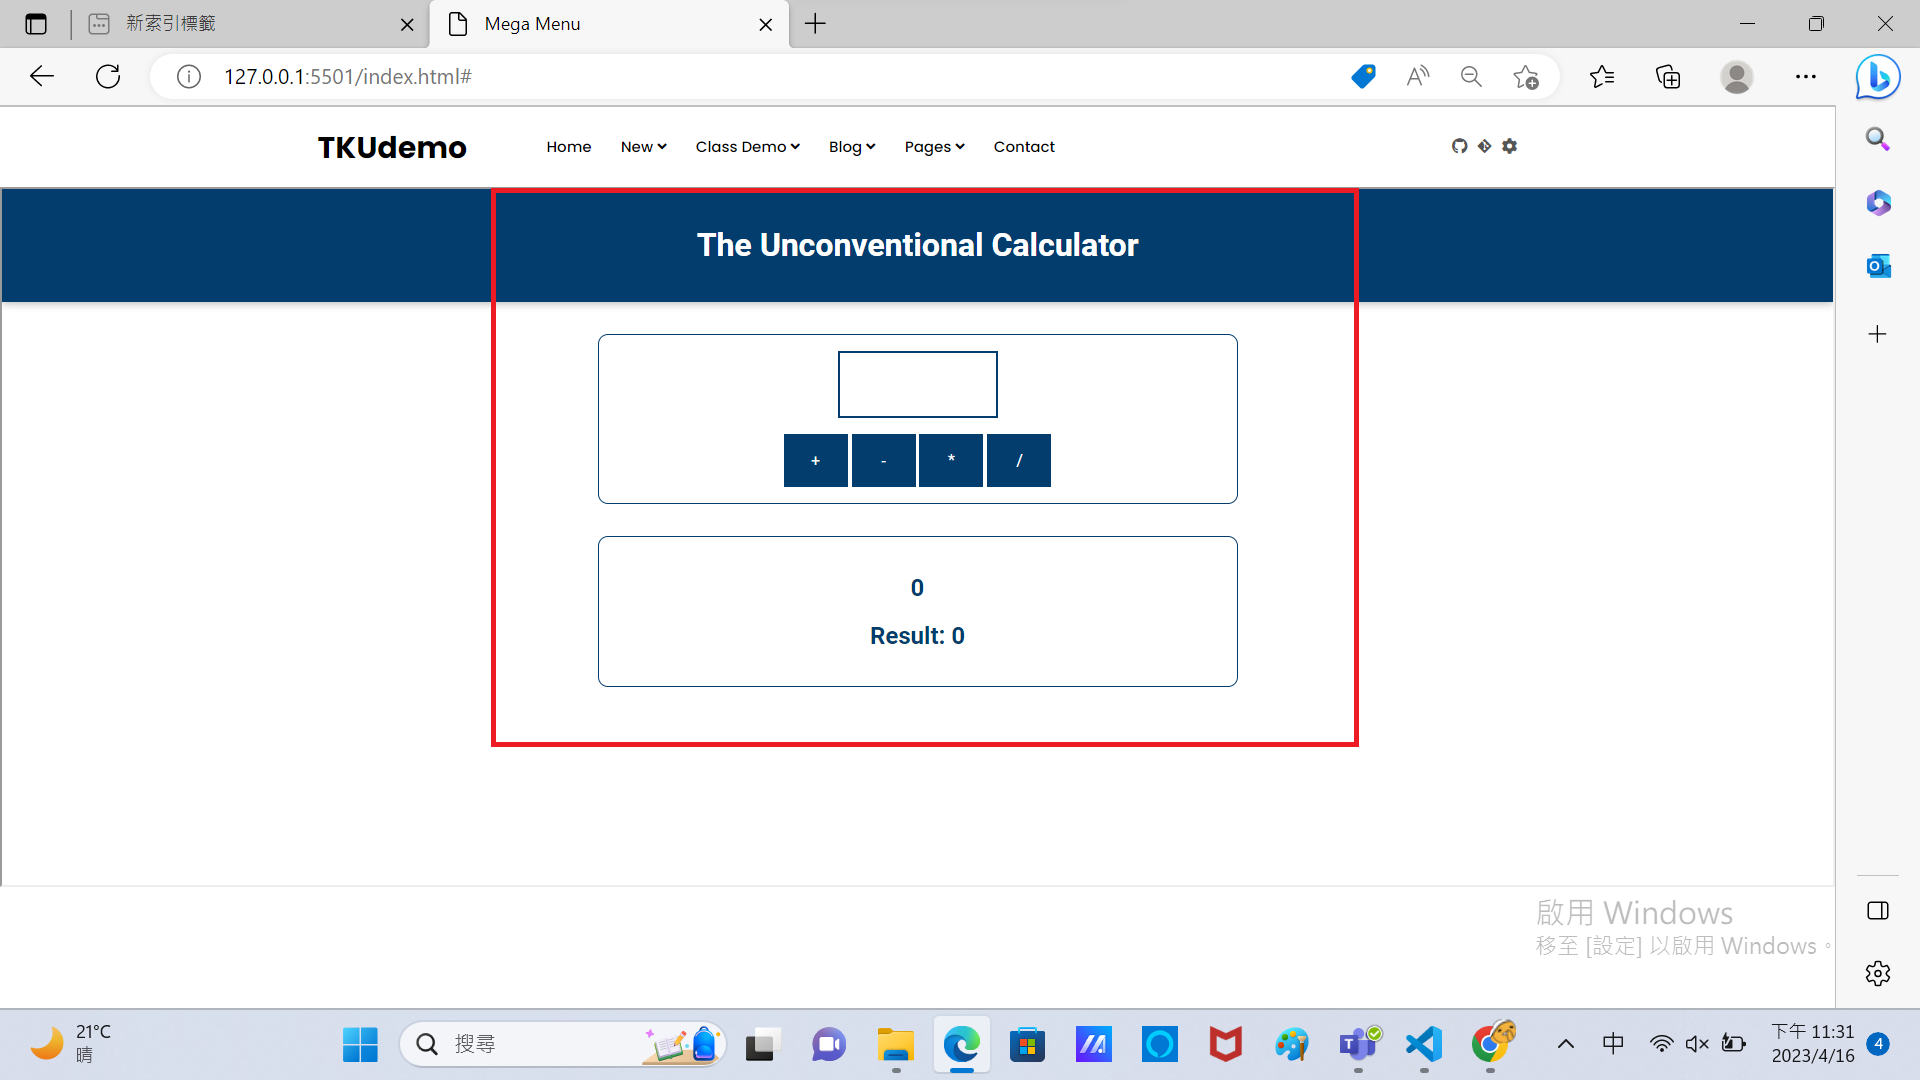 新索引標籤
Mega Menu
127.0.0.1:5501/index.html#
TKUdemo
Home
New
Class Demo
Blog
Pages
Contact
The Unconventional Calculator
+
-
*
/
0
Result: 0
啟用 Windows
移至 [設定] 以啟用 Windows。
21°C
晴
搜尋
中
下午 11:31
2023/4/16
4